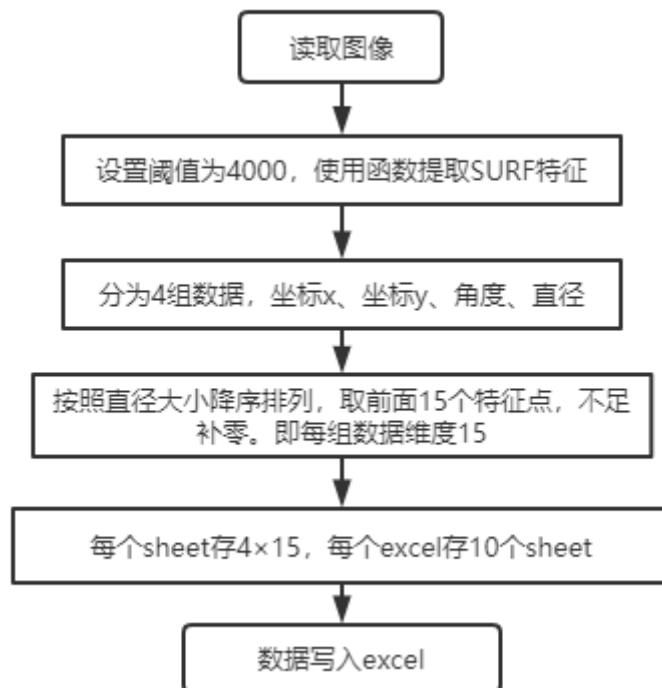 读取图像
设置阈值为4000，使用函数提取SURF特征
分为4组数据，坐标x、坐标y、角度、直径
按照直径大小降序排列，取前面15个特征点，不足
补零。即每组数据维度15
每个sheet存4×15，每个excel存10个sheet
数据写入excel